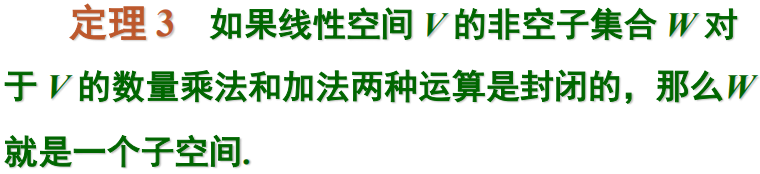 定理 3 如果线性空间 V 的非空子集合 W 对
于 V 的数量乘法和加法两种运算是封闭的，那么W
就是一个子空间.